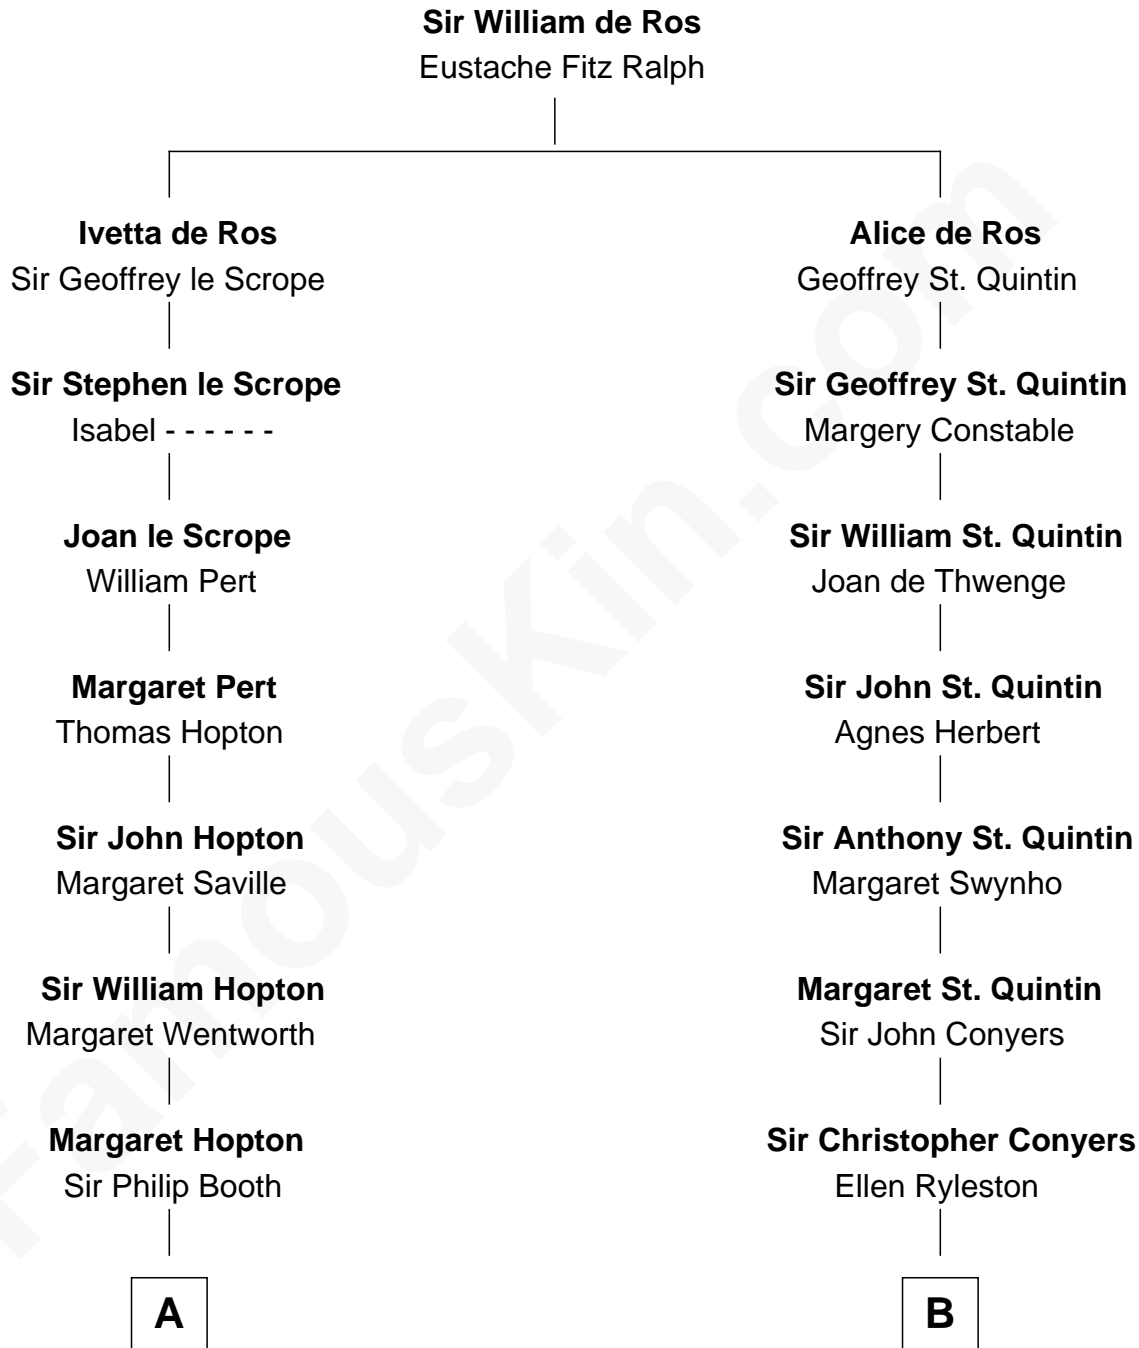 Sir William de Ros
Eustache Fitz Ralph
Ivetta de Ros
Sir Geoffrey le Scrope
Alice de Ros
Geoffrey St. Quintin
Sir Stephen le Scrope
Isabel - - - - - -
Sir Geoffrey St. Quintin
Margery Constable
Joan le Scrope
William Pert
Sir William St. Quintin
Joan de Thwenge
Margaret Pert
Thomas Hopton
Sir John St. Quintin
Agnes Herbert
Sir John Hopton
Margaret Saville
Sir Anthony St. Quintin
Margaret Swynho
Sir William Hopton
Margaret Wentworth
Margaret St. Quintin
Sir John Conyers
Margaret Hopton
Sir Philip Booth
Sir Christopher Conyers
Ellen Ryleston
A
B
FamousKin.com